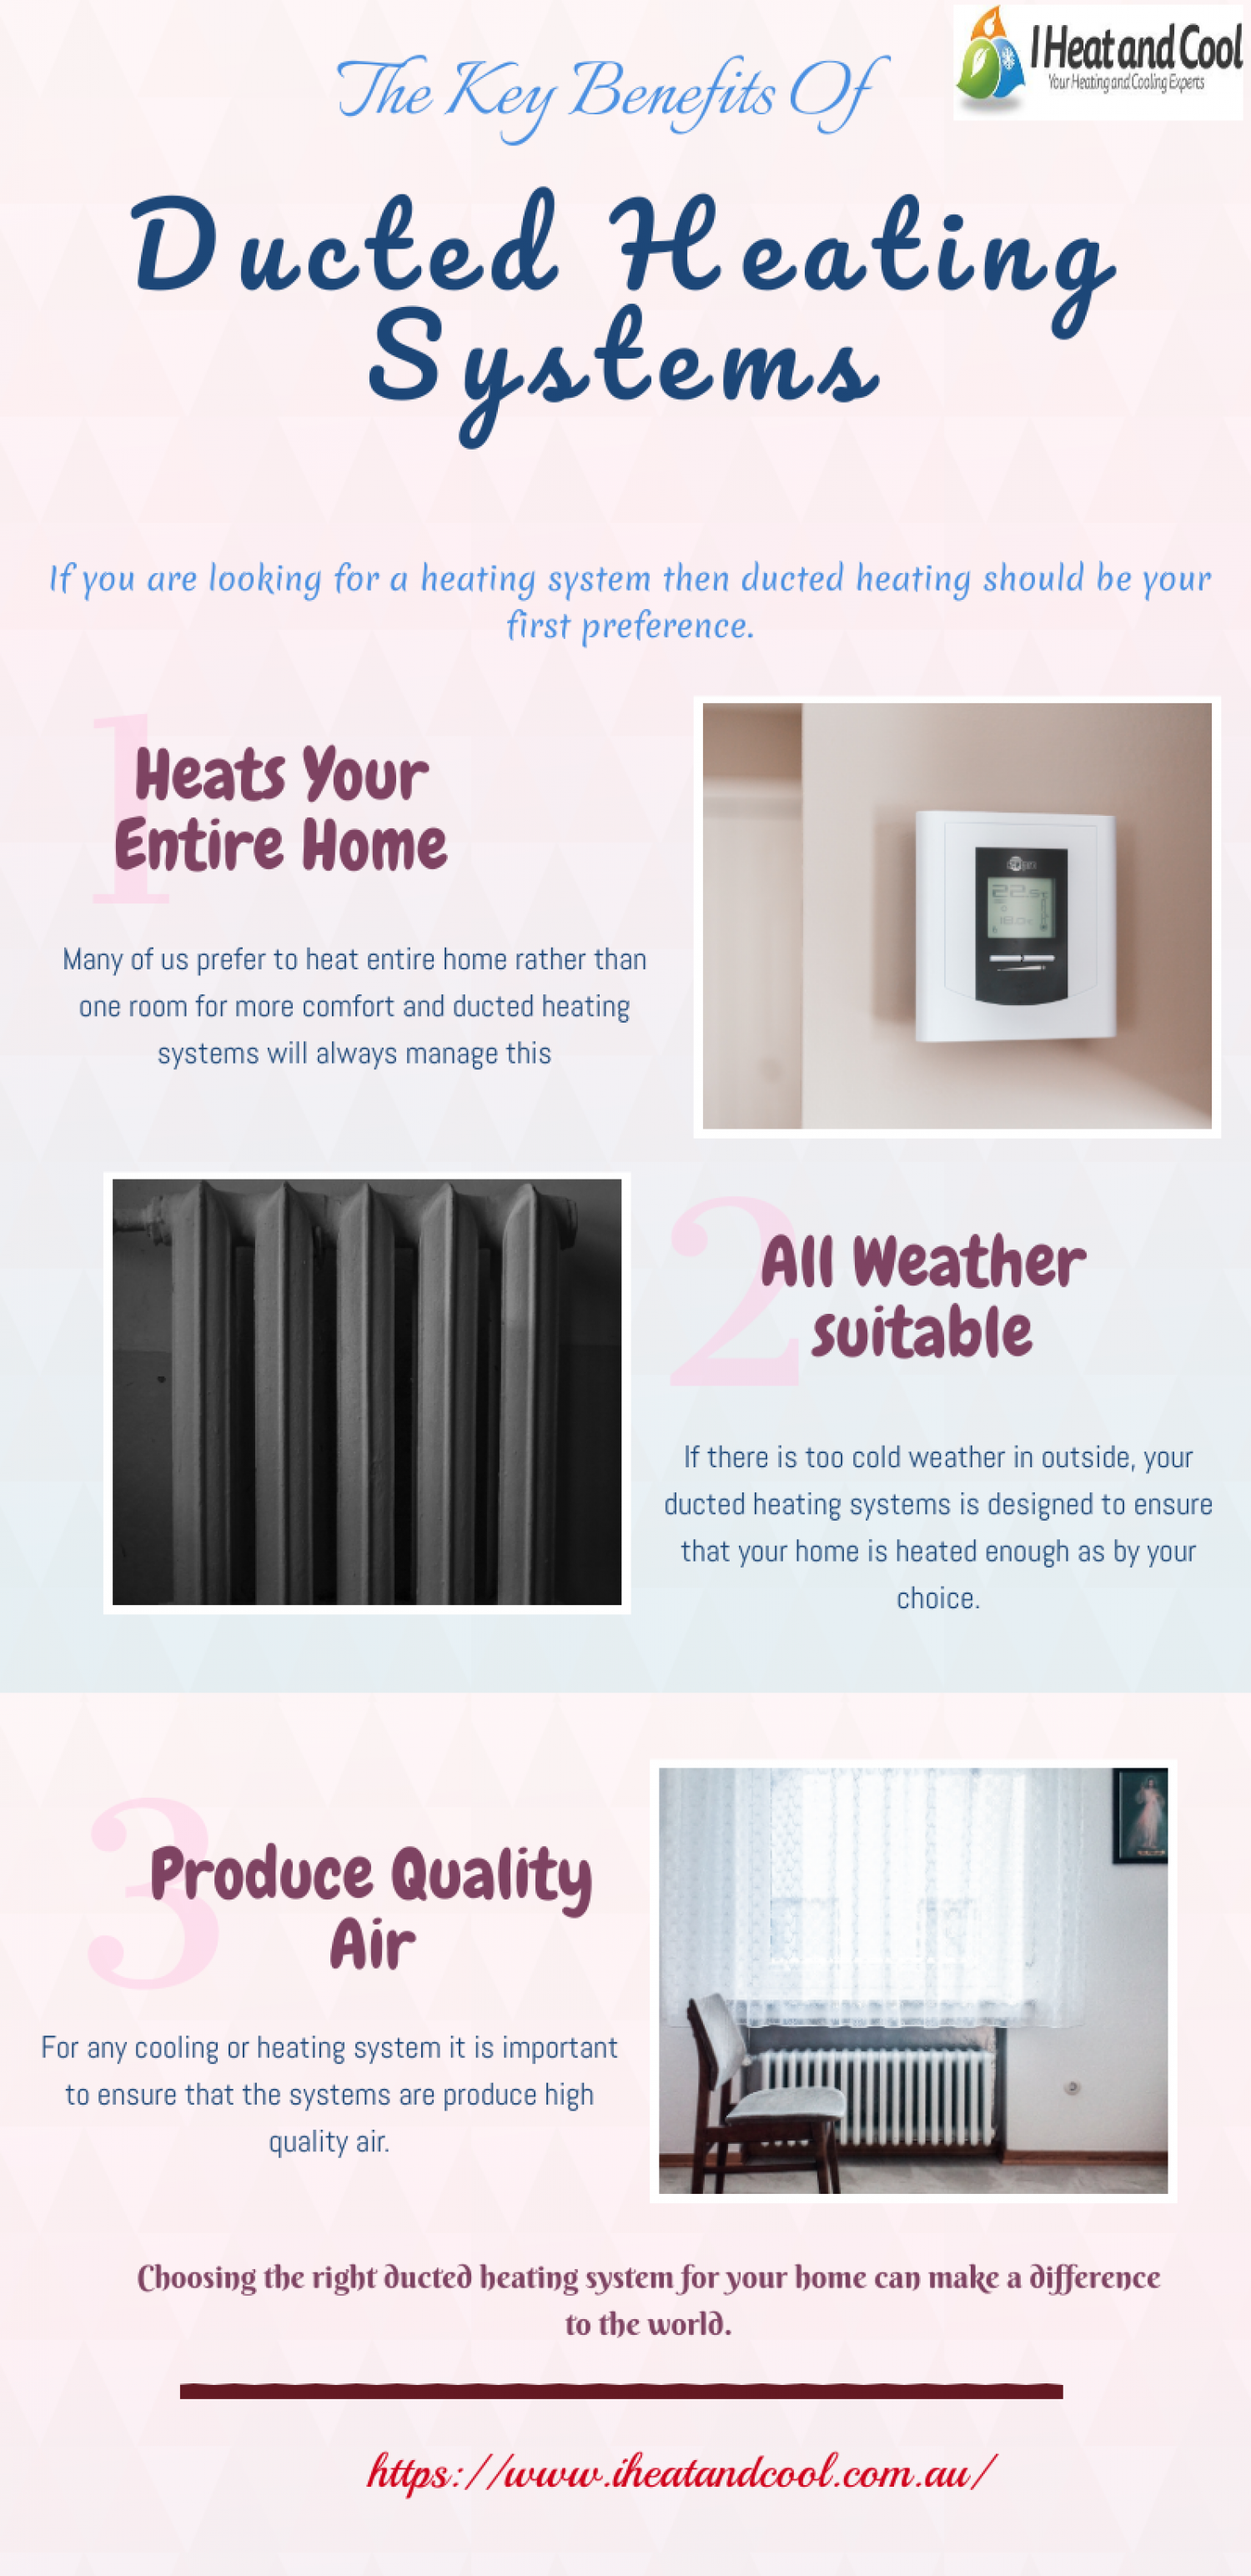 I Heat and Cool
Your Heating and Cooling Experts
The Key Benefits Of
Ducted Heating
Systems
If you are looking for a heating system then ducted heating should be your
first preference.
1
Heats Your
Entire Home
Many of us prefer to heat entire home rather than
one room for more comfort and ducted heating
systems will always manage this
2
All Weather
suitable
If there is too cold weather in outside, your
ducted heating systems is designed to ensure
that your home is heated enough as by your
choice.
3
Produce Quality
Air
For any cooling or heating system it is important
to ensure that the systems are produce high
quality air.
Choosing the right ducted heating system for your home can make a difference
to the world.
https://www.iheatandcool.com.au/